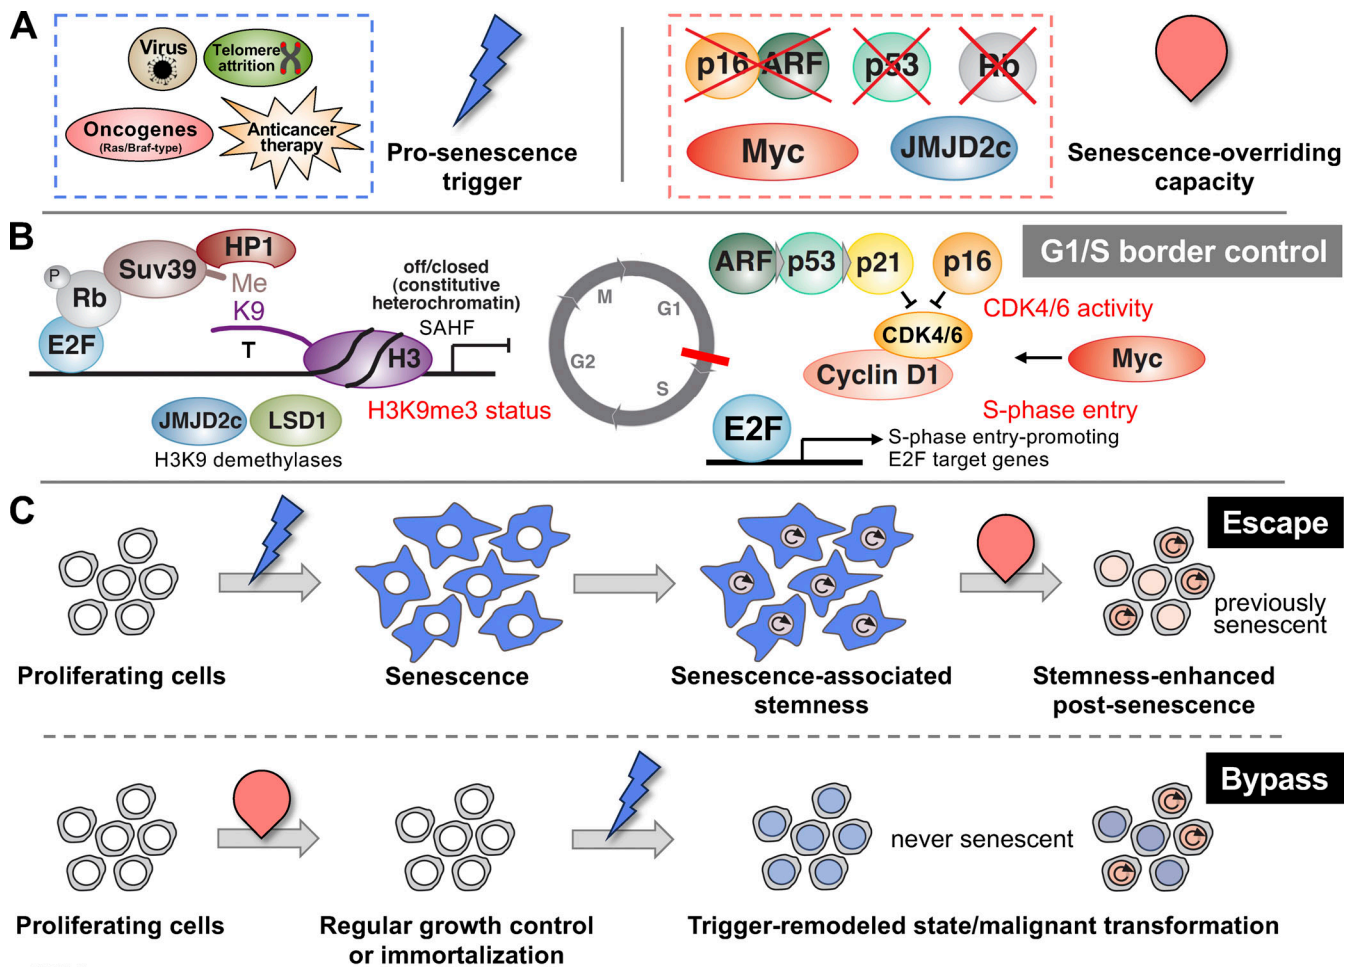 A
Virus
Telomere
attrition
Oncogenes
(Ras/Braf-type)
Anticancer
therapy
Pro-senescence
trigger
p16
ARF
p53
Rb
Myc
JMJD2c
Senescence-overriding
capacity
B
HP1
Suv39
Me
P
Rb
K9
E2F
T
H3
off/closed
(constitutive
heterochromatin)
SAHF
H3K9me3 status
JMJD2c
LSD1
H3K9 demethylases
M
G1
G2
S
G1/S border control
ARF
p53
p21
p16
CDK4/6 activity
CDK4/6
Cyclin D1
Myc
S-phase entry
E2F
S-phase entry-promoting
E2F target genes
C
Escape
previously
senescent
Proliferating cells
Senescence
Senescence-associated
stemness
Stemness-enhanced
post-senescence
Bypass
never senescent
Proliferating cells
Regular growth control
or immortalization
Trigger-remodeled state/malignant transformation